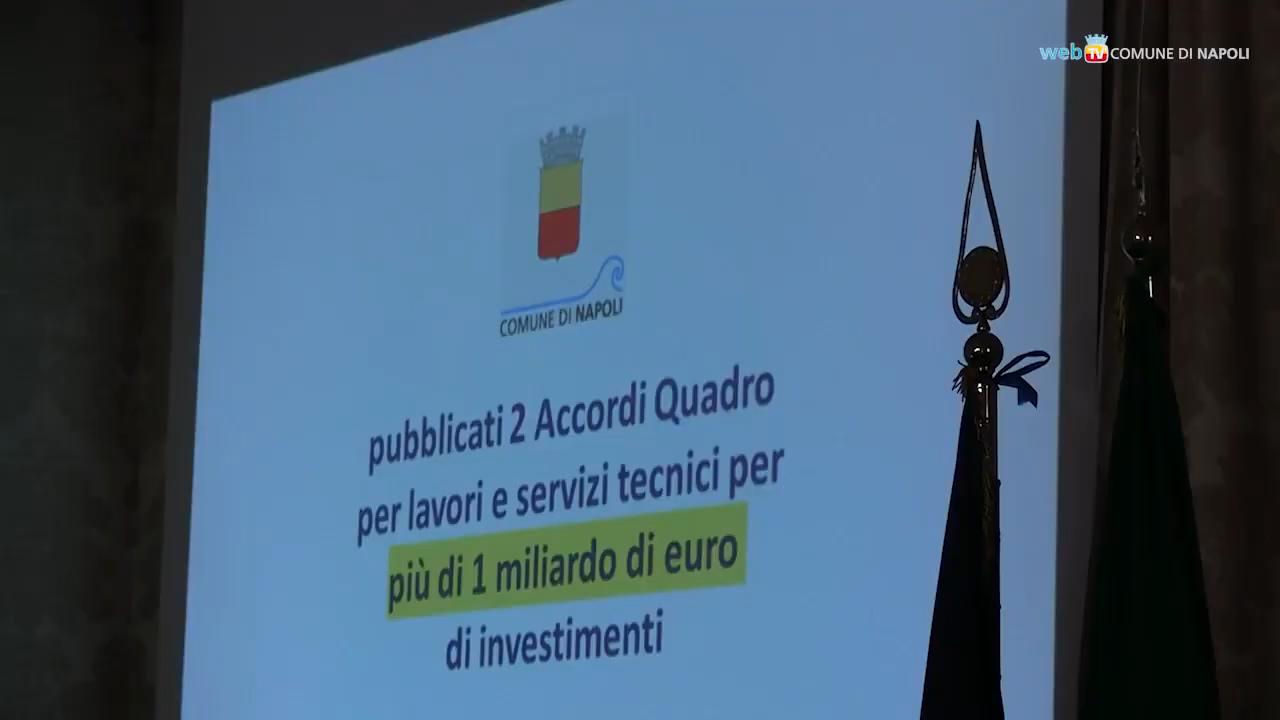 web TV COMUNE DI NAPOLI
COMUNE DI NAPOLI
pubblicati 2 Accordi Quadro
per lavori e servizi tecnici per
più di 1 miliardo di euro
di investimenti